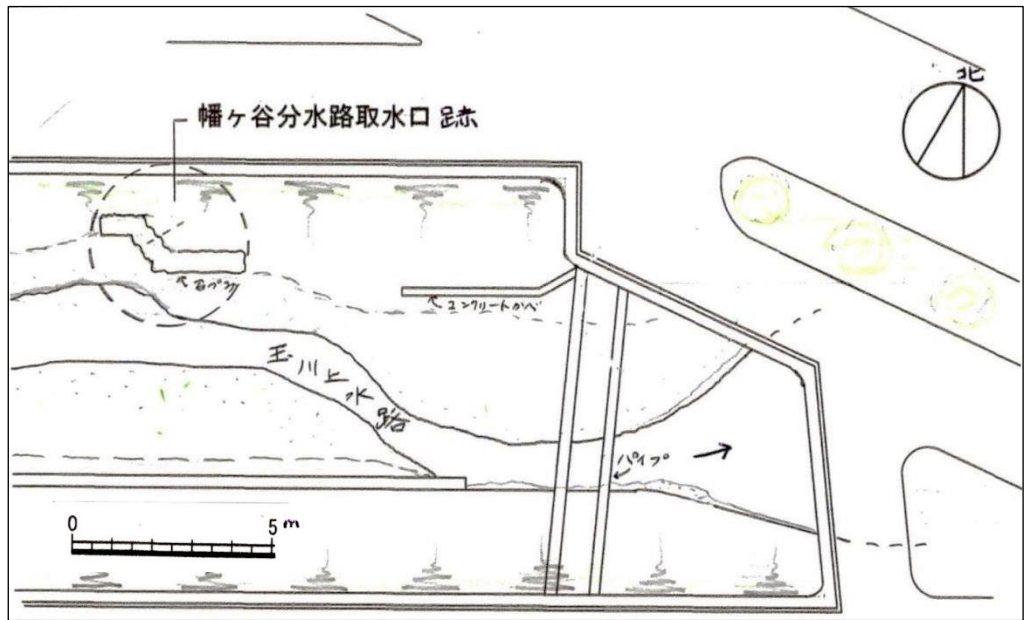 北
幡ヶ谷分水路取水口跡
石づみ
コンクリートかべ
玉川上水路
パイプ
0 5m